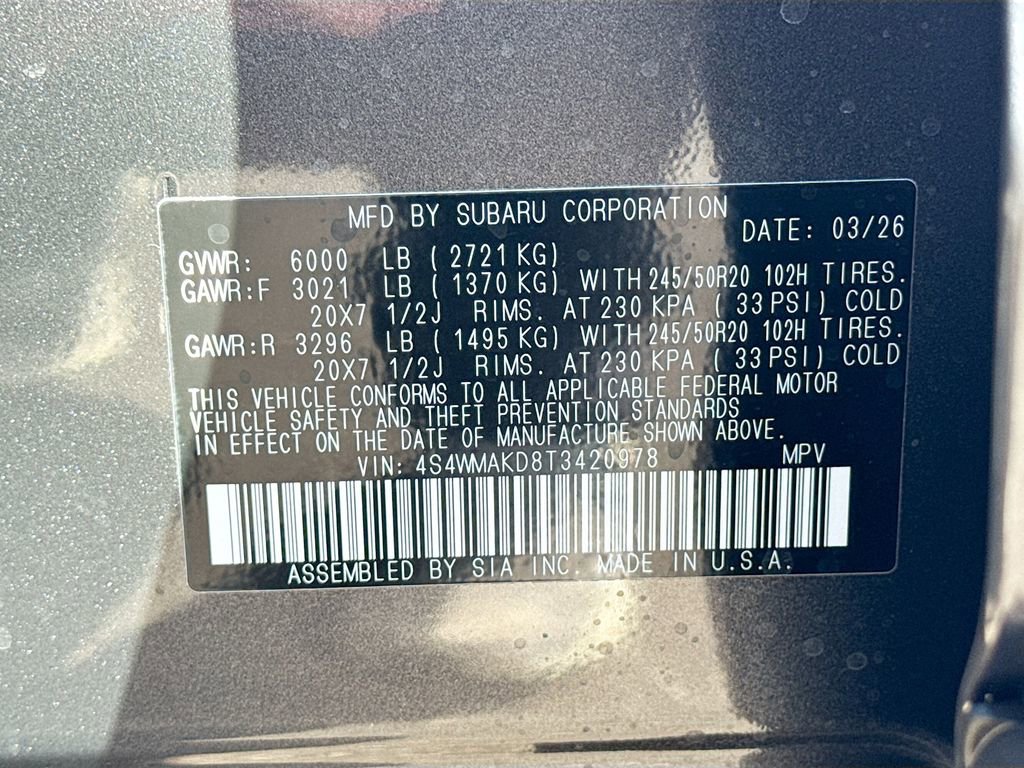 MFD BY SUBARU CORPORATION DATE: 03/26
GVWR: 6000 LB ( 2721 KG)
GAWR:F 3021 LB ( 1370 KG) WITH 245/50R20 102H TIRES.
20X7 1/2J RIMS. AT 230 KPA ( 33 PSI) COLD
GAWR:R 3296 LB ( 1495 KG) WITH 245/50R20 102H TIRES.
20X7 1/2J RIMS. AT 230 KPA ( 33 PSI) COLD
THIS VEHICLE CONFORMS TO ALL APPLICABLE FEDERAL MOTOR
VEHICLE SAFETY AND THEFT PREVENTION STANDARDS
IN EFFECT ON THE DATE OF MANUFACTURE SHOWN ABOVE.
VIN: 4S4WMAKD8T3420978 MPV
ASSEMBLED BY SIA INC. MADE IN U.S.A.